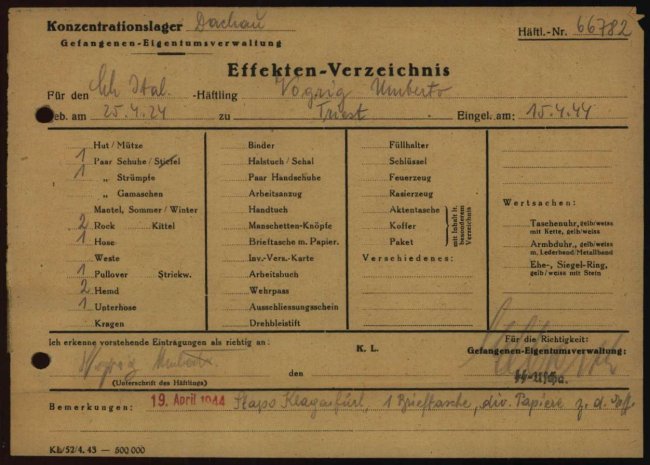 Konzentrationslager Dachau
Gefangenen-Eigentumsverwaltung
Häftl.-Nr. 66782
Effekten-Verzeichnis
Für den Sch Ital. -Häftling Vogrig Umberto
eb. am 25.4.24 zu Triest Eingel. am: 15.4.44
Hut / Mütze
1 Paar Schuhe / Stiefel
1 „ Strümpfe
„ Gamaschen
Mantel, Sommer / Winter
2 Rock Kittel
1 Hose
Weste
1 Pullover Strickw.
2 Hemd
1 Unterhose
Kragen
Binder
Halstuch / Schal
Paar Handschuhe
Arbeitsanzug
Handtuch
Manschetten-Knöpfe
Brieftasche m. Papier.
Inv.-Vers.-Karte
Arbeitsbuch
Wehrpass
Ausschliessungsschein
Drehbleistift
Füllhalter
Schlüssel
Feuerzeug
Rasierzeug
Aktentasche
Koffer
Paket
mit Inhalt lt. besonderem Verzeichnis
Verschiedenes:
Wertsachen:
Taschenuhr, gelb/weiss
mit Kette, gelb/weiss
Armbduhr., gelb/weiss
m. Lederband/Metallband
Ehe-, Siegel-Ring,
gelb/weiss mit Stein
Ich erkenne vorstehende Eintragungen als richtig an:
Vogrig Umberto
(Unterschrift des Häftlings)
K. L.
den
Für die Richtigkeit:
Gefangenen-Eigentumsverwaltung:
Bemerkungen: 19. April 1944 Stapo Klagenfurt, 1 Brieftasche, div. Papiere z. d.
KL/52/4. 43 — 500 000